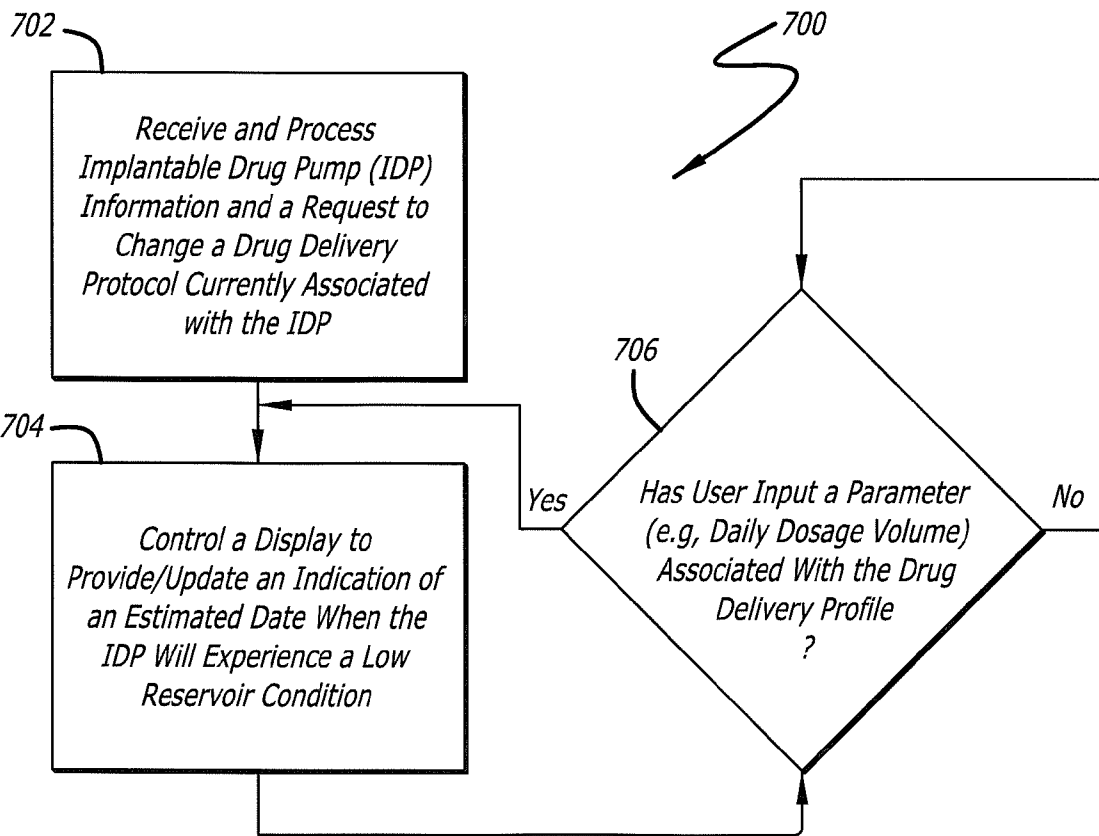 702
700
Receive and Process
Implantable Drug Pump (IDP)
Information and a Request to
Change a Drug Delivery
Protocol Currently Associated
with the IDP
706
704
Control a Display to
Provide/Update an Indication of
an Estimated Date When the
IDP Will Experience a Low
Reservoir Condition
Yes
Has User Input a Parameter
(e.g, Daily Dosage Volume)
Associated With the Drug
Delivery Profile
?
No